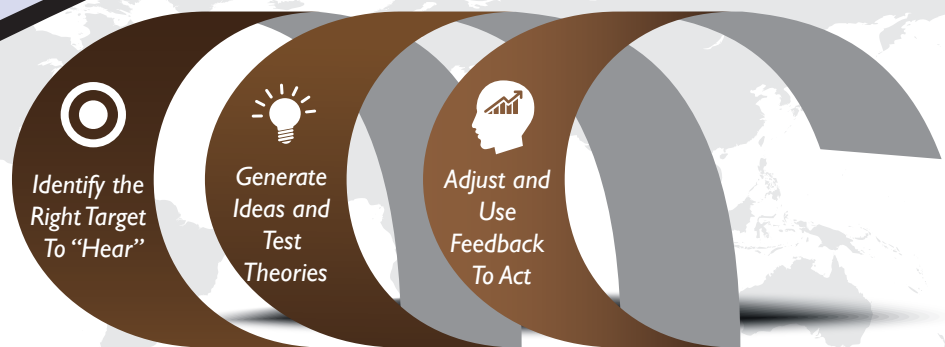 Identify the
Right Target
To “Hear”
Generate
Ideas and
Test
Theories
Adjust and
Use
Feedback
To Act